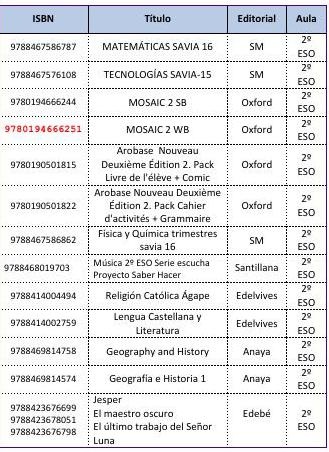 ISBN Título Editorial Aula
9788467586787 MATEMÁTICAS SAVIA 16 SM 2º ESO
9788467576108 TECNOLOGÍAS SAVIA-15 SM 2º ESO
9780194666244 MOSAIC 2 SB Oxford 2º ESO
9780194666251 MOSAIC 2 WB Oxford 2º ESO
9780190501815 Arobase Nouveau
Deuxième Édition 2. Pack
Livre de l'élève + Comic Oxford 2º ESO
9780190501822 Arobase Nouveau Deuxième
Édition 2. Pack Cahier
d'activités + Grammaire Oxford 2º ESO
9788467586862 Física y Química trimestres
savia 16 SM 2º ESO
9788468019703 Música 2º ESO Serie escucha
Proyecto Saber Hacer Santillana 2º ESO
9788414004494 Religión Católica Ágape Edelvives 2º ESO
9788414002759 Lengua Castellana y
Literatura Edelvives 2º ESO
9788469814758 Geography and History Anaya 2º ESO
9788469814574 Geografía e Historia 1 Anaya 2º ESO
9788423676699
9788423678051
9788423676798 Jesper
El maestro oscuro
El último trabajo del Señor
Luna Edebé 2º ESO